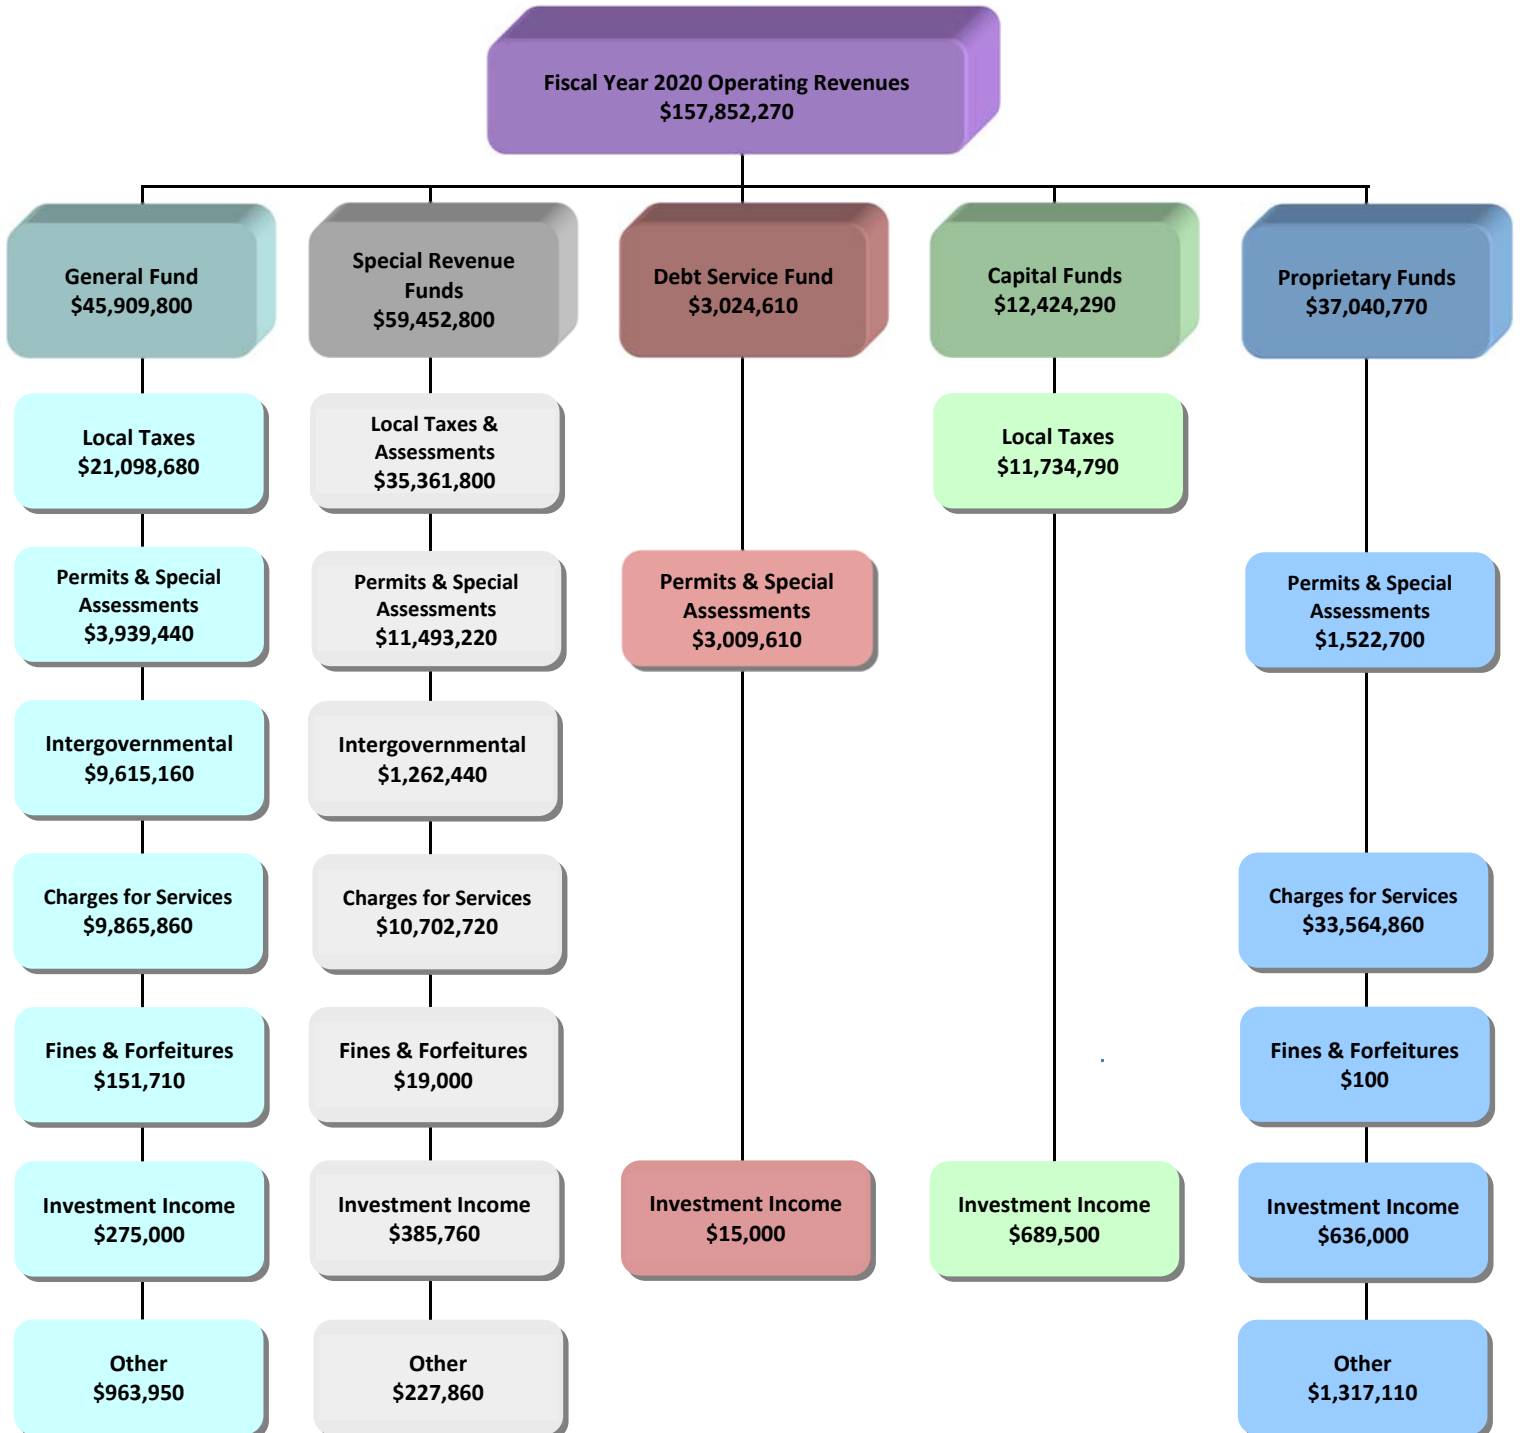 Fiscal Year 2020 Operating Revenues
$157,852,270
General Fund
$45,909,800
Special Revenue
Funds
$59,452,800
Debt Service Fund
$3,024,610
Capital Funds
$12,424,290
Proprietary Funds
$37,040,770
Local Taxes
$21,098,680
Local Taxes &
Assessments
$35,361,800
Local Taxes
$11,734,790
Permits & Special
Assessments
$3,939,440
Permits & Special
Assessments
$11,493,220
Permits & Special
Assessments
$3,009,610
Permits & Special
Assessments
$1,522,700
Intergovernmental
$9,615,160
Intergovernmental
$1,262,440
Charges for Services
$9,865,860
Charges for Services
$10,702,720
Charges for Services
$33,564,860
Fines & Forfeitures
$151,710
Fines & Forfeitures
$19,000
Fines & Forfeitures
$100
Investment Income
$275,000
Investment Income
$385,760
Investment Income
$15,000
Investment Income
$689,500
Investment Income
$636,000
Other
$963,950
Other
$227,860
Other
$1,317,110